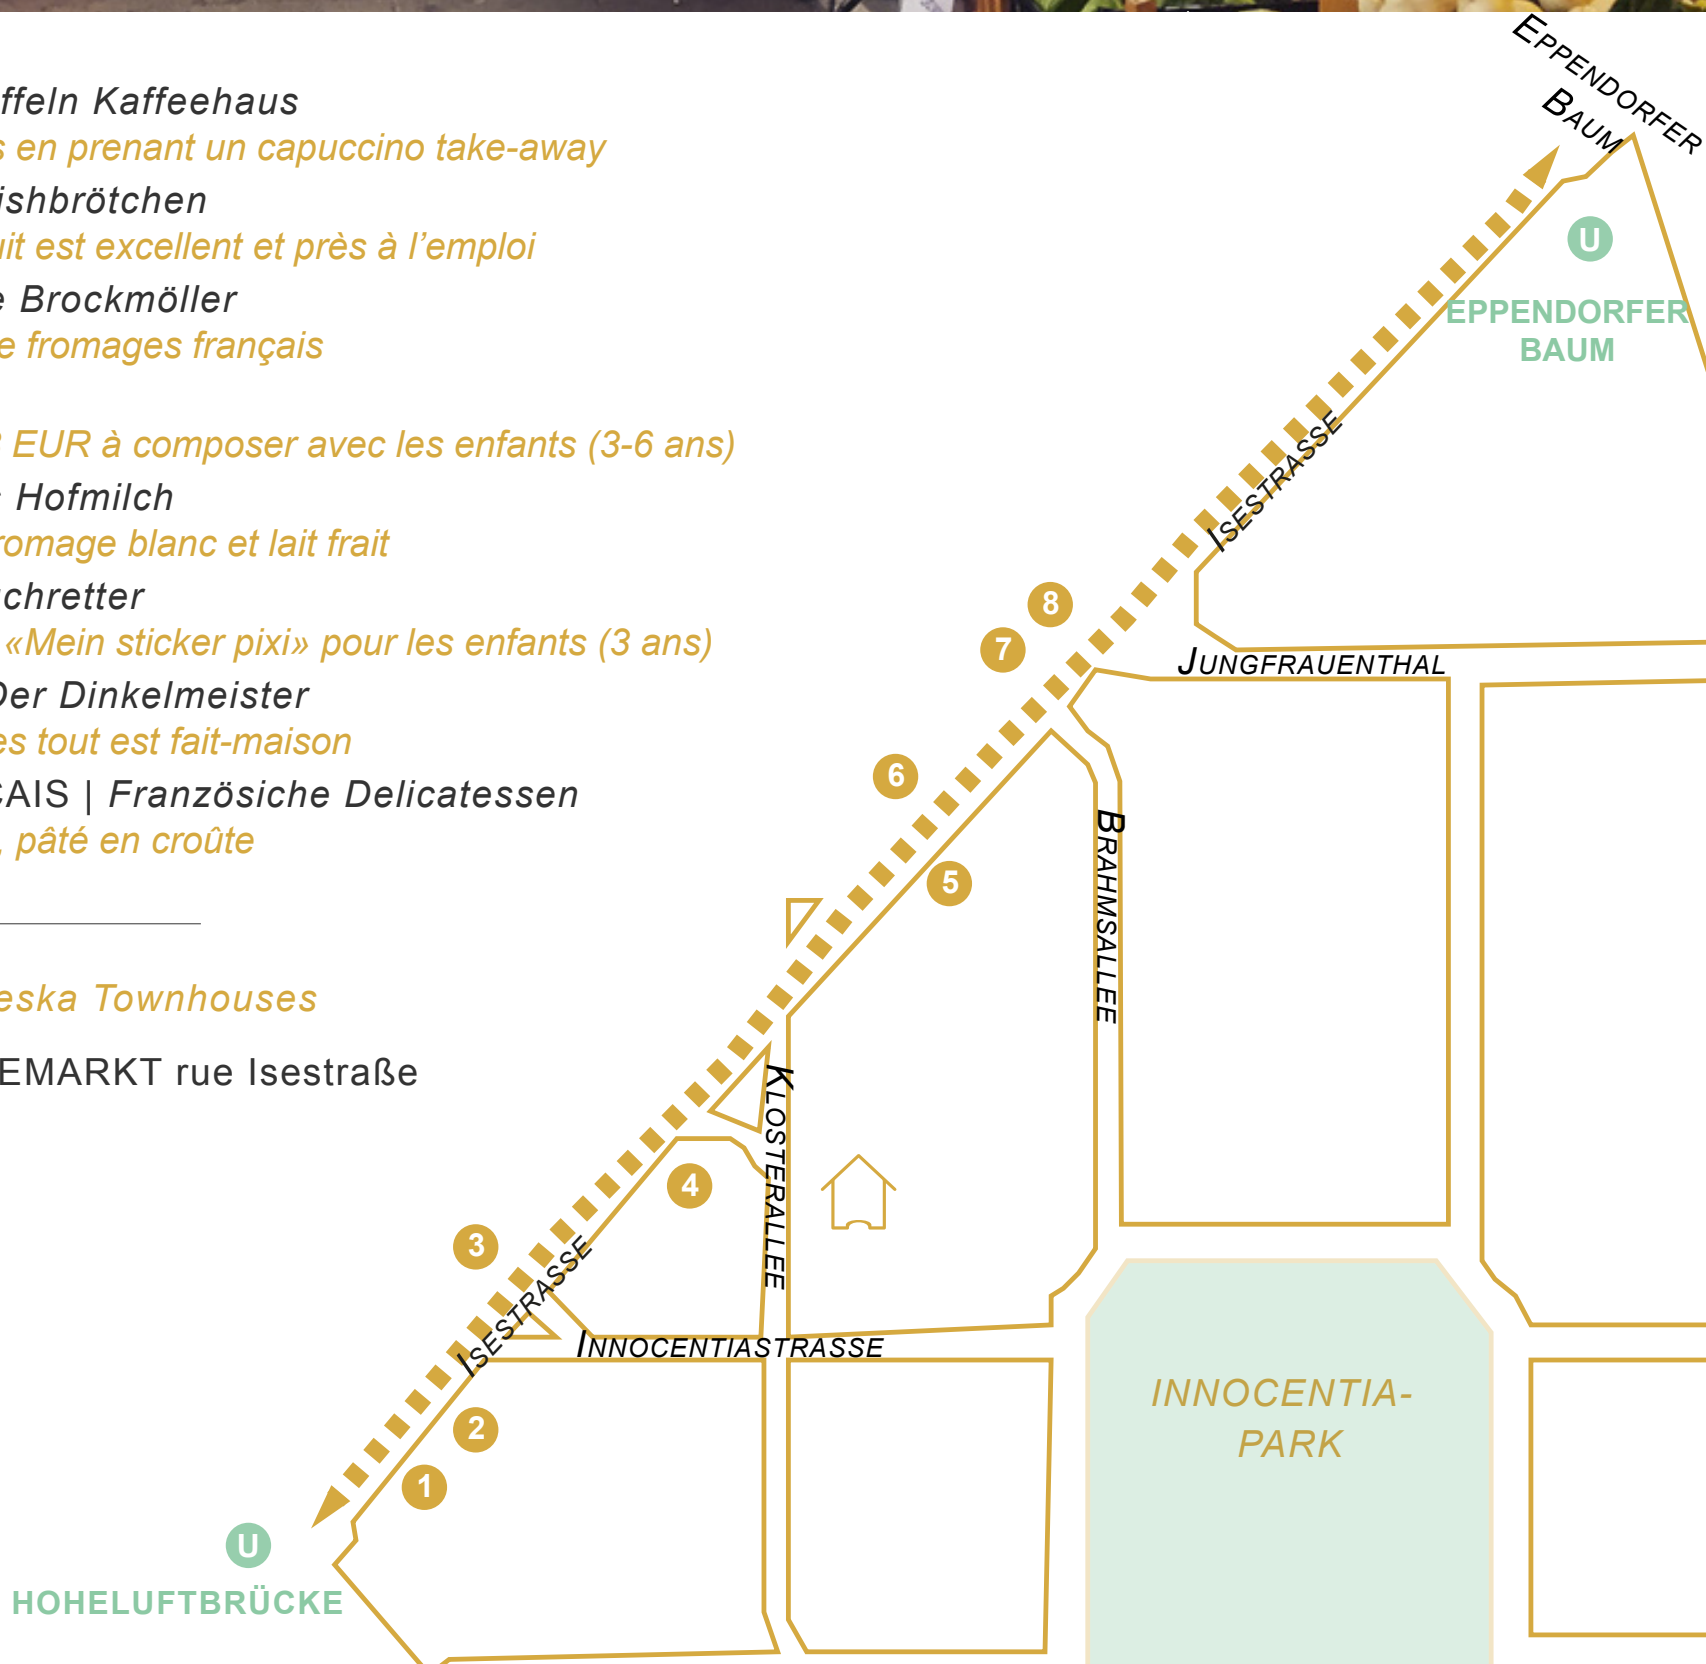 ffeln Kaffeehaus
s en prenant un capuccino take-away
ishbrötchen
uit est excellent et près à l’emploi
e Brockmöller
e fromages français
EUR à composer avec les enfants (3-6 ans)
Hofmilch
romage blanc et lait frait
chretter
«Mein sticker pixi» pour les enfants (3 ans)
Der Dinkelmeister
es tout est fait-maison
ÇAIS | Französiche Delicatessen
, pâté en croûte
eska Townhouses
EMARKT rue Isestraße
EPPENDORFER
BAUM
U
EPPENDORFER
BAUM
ISESTRASSE
8
7
JUNGFRAUENTHAL
6
5
BRAHMSALLEE
KLOSTERALLEE
4
3
ISESTRASSE
INNOCENTIASTRASSE
2
1
INNOCENTIA-
PARK
U
HOHELUFTBRÜCKE